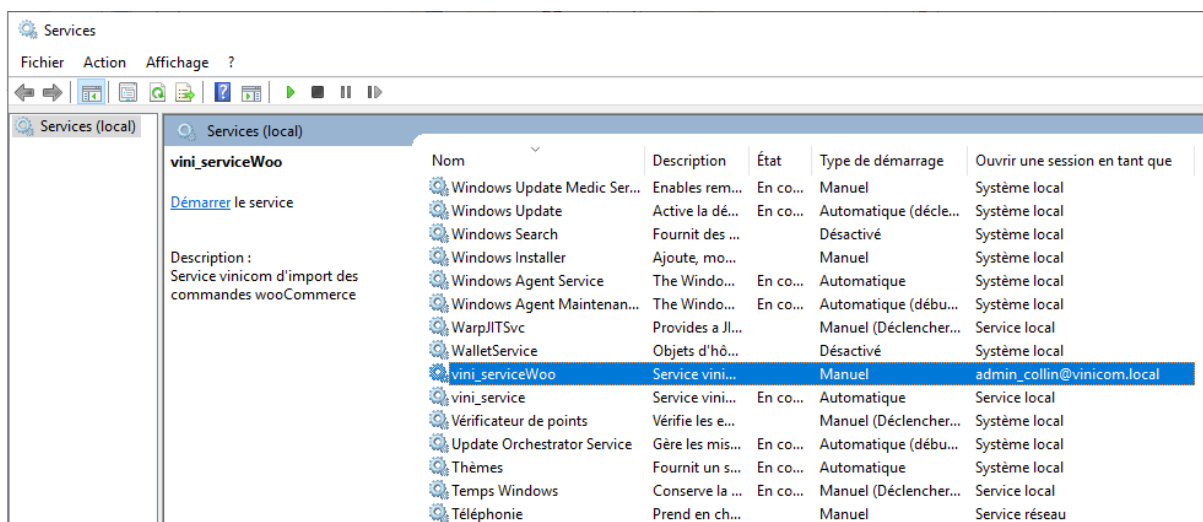 Services
Fichier Action Affichage ?
Services (local)
Services (local)
vini_serviceWoo
Démarrer le service
Description :
Service vinicom d'import des
commandes wooCommerce
Nom Description État Type de démarrage Ouvrir une session en tant que
Windows Update Medic Ser... Enables rem... En co... Manuel Système local
Windows Update Active la dé... En co... Automatique (décle... Système local
Windows Search Fournit des ... Désactivé Système local
Windows Installer Ajoute, mo... Manuel Système local
Windows Agent Service The Windo... En co... Automatique Système local
Windows Agent Maintenan... The Windo... En co... Automatique (débu... Système local
WarpJITSvc Provides a JI... Manuel (Déclencher... Service local
WalletService Objets d'hô... Désactivé Système local
vini_serviceWoo Service vini... Manuel admin_collin@vinicom.local
vini_service Service vini... En co... Automatique Service local
Vérificateur de points Vérifie les e... Manuel (Déclencher... Système local
Update Orchestrator Service Gère les mis... En co... Automatique (débu... Système local
Thèmes Fournit un s... En co... Automatique Système local
Temps Windows Conserve la ... En co... Manuel (Déclencher... Service local
Téléphonie Prend en ch... Manuel Service réseau